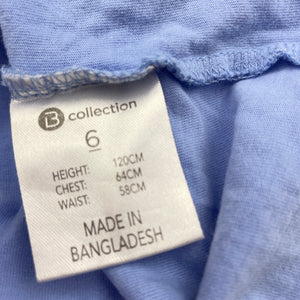 B collection
6
HEIGHT: 120CM
CHEST: 64CM
WAIST: 58CM
MADE IN
BANGLADESH